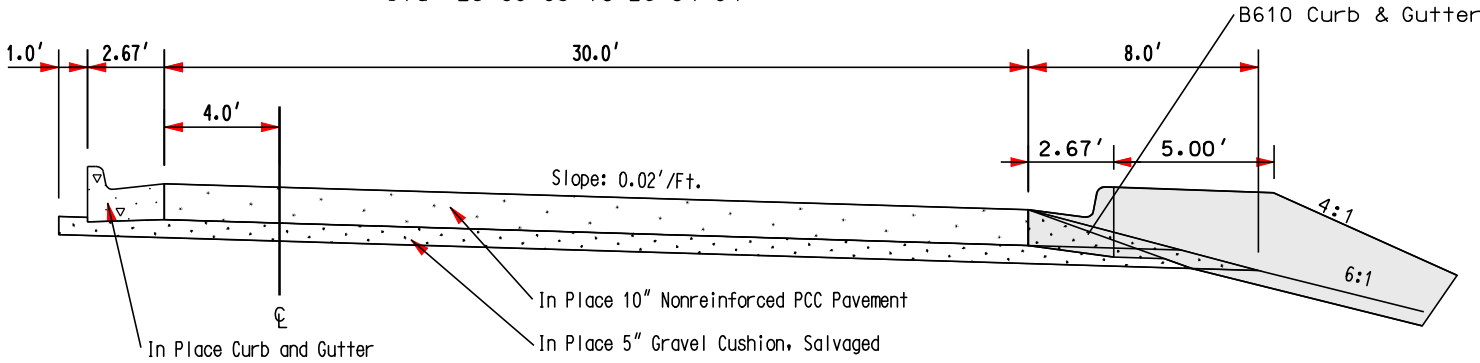 B610 Curb & Gutter
1.0'
2.67'
30.0'
8.0'
4.0'
2.67'
5.00'
Slope: 0.02'/Ft.
4:1
6:1
In Place 10" Nonreinforced PCC Pavement
℄
In Place Curb and Gutter
In Place 5" Gravel Cushion, Salvaged